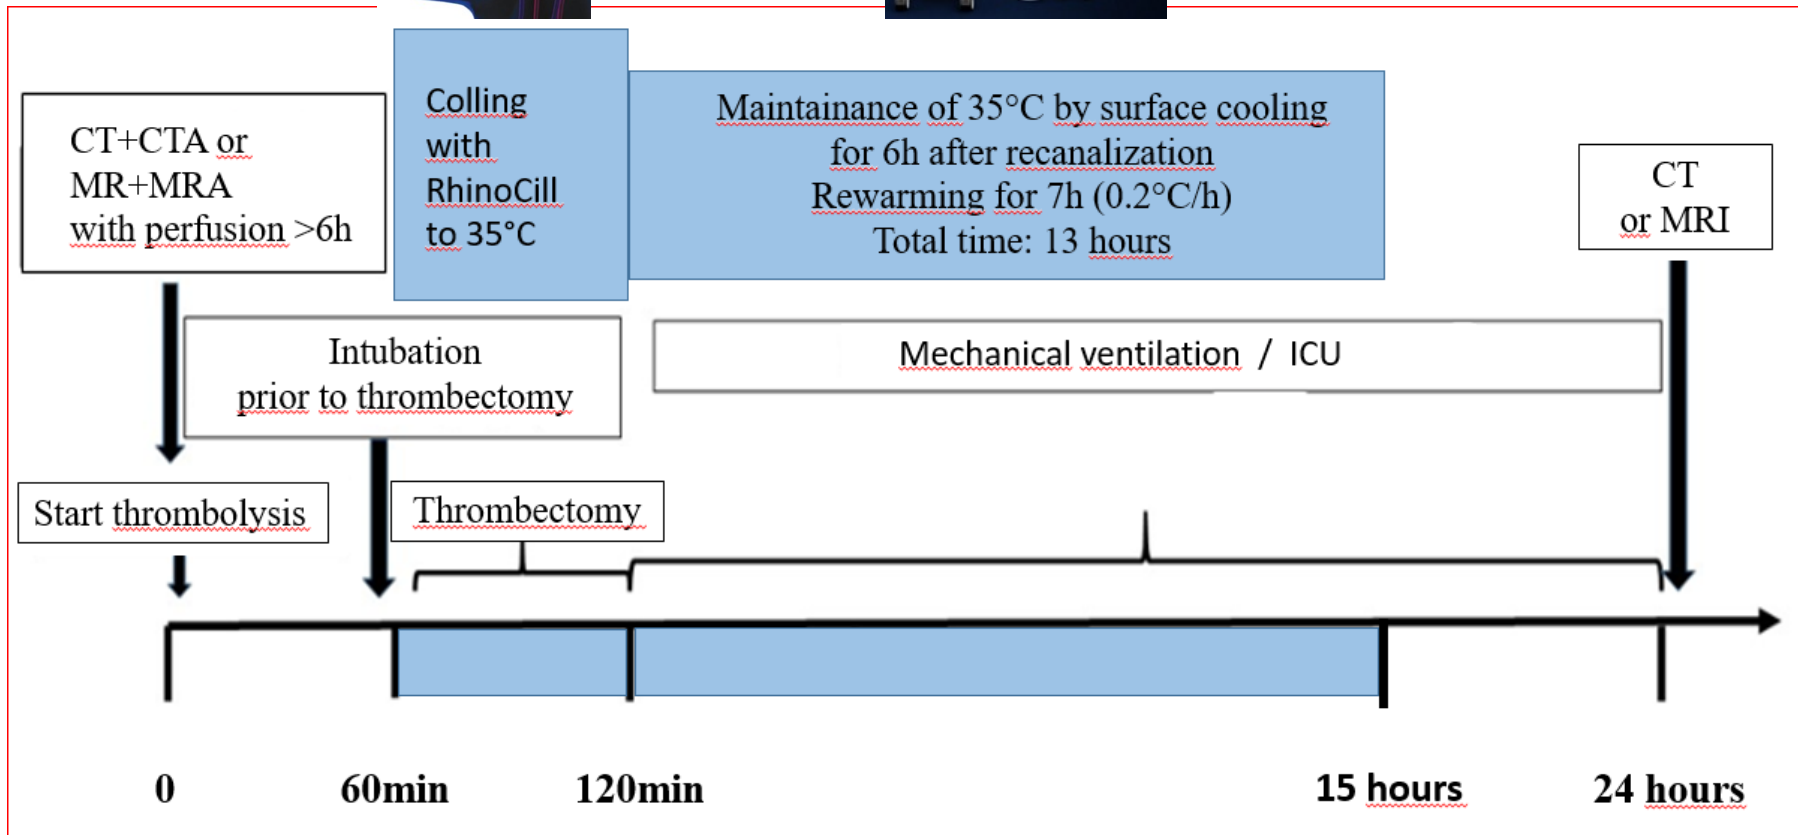 CT+CTA or
MR+MRA
with perfusion >6h
Colling
with
RhinoCill
to 35°C
Maintainance of 35°C by surface cooling
for 6h after recanalization
Rewarming for 7h (0.2°C/h)
Total time: 13 hours
CT
or MRI
Intubation
prior to thrombectomy
Mechanical ventilation / ICU
Start thrombolysis
Thrombectomy
0
60min
120min
15 hours
24 hours